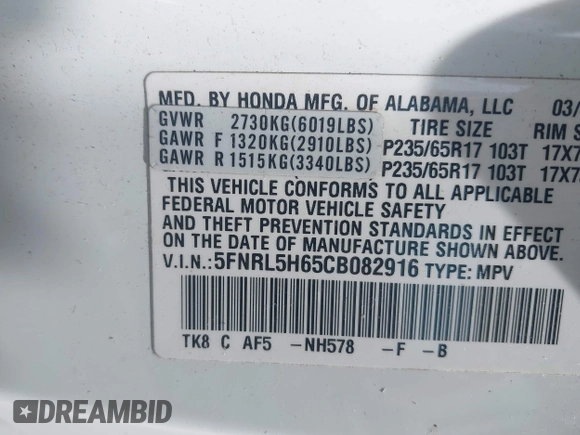 MFD. BY HONDA MFG. OF ALABAMA, LLC 03/
GVWR 2730KG(6019LBS) TIRE SIZE RIM S
GAWR F 1320KG(2910LBS) P235/65R17 103T 17X7
GAWR R 1515KG(3340LBS) P235/65R17 103T 17X7
THIS VEHICLE CONFORMS TO ALL APPLICABLE
FEDERAL MOTOR VEHICLE SAFETY
AND THEFT PREVENTION STANDARDS IN EFFECT
ON THE DATE OF MANUFACTURE SHOWN ABOVE.
V.I.N.:5FNRL5H65CB082916 TYPE: MPV
TK8 C AF5 -NH578 -F -B
DREAMBID